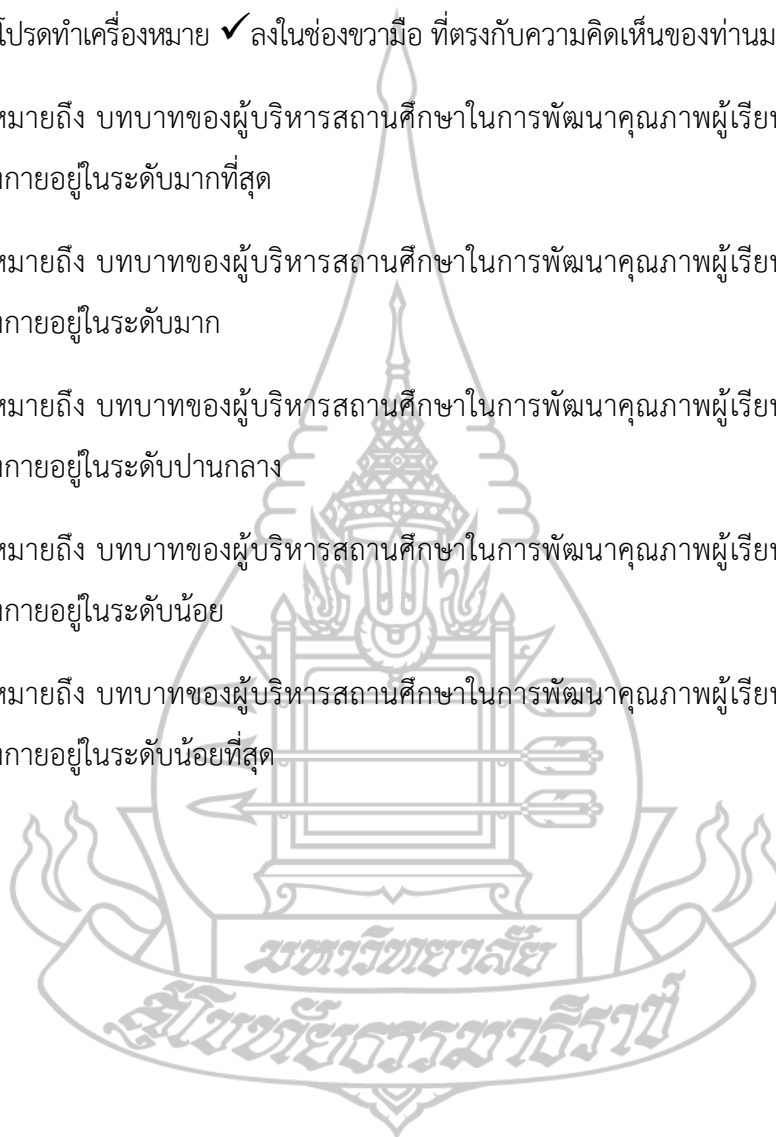 โปรดทำเครื่องหมาย ✓ ลงในช่องขวามือ ที่ตรงกับความคิดเห็นของท่านม
หมายถึง บทบาทของผู้บริหารสถานศึกษาในการพัฒนาคุณภาพผู้เรียน
กายอยู่ในระดับมากที่สุด
หมายถึง บทบาทของผู้บริหารสถานศึกษาในการพัฒนาคุณภาพผู้เรียน
กายอยู่ในระดับมาก
หมายถึง บทบาทของผู้บริหารสถานศึกษาในการพัฒนาคุณภาพผู้เรียน
กายอยู่ในระดับปานกลาง
หมายถึง บทบาทของผู้บริหารสถานศึกษาในการพัฒนาคุณภาพผู้เรียน
กายอยู่ในระดับน้อย
หมายถึง บทบาทของผู้บริหารสถานศึกษาในการพัฒนาคุณภาพผู้เรียน
กายอยู่ในระดับน้อยที่สุด
มหาวิทยาลัย
สุโขทัยธรรมาธิราช